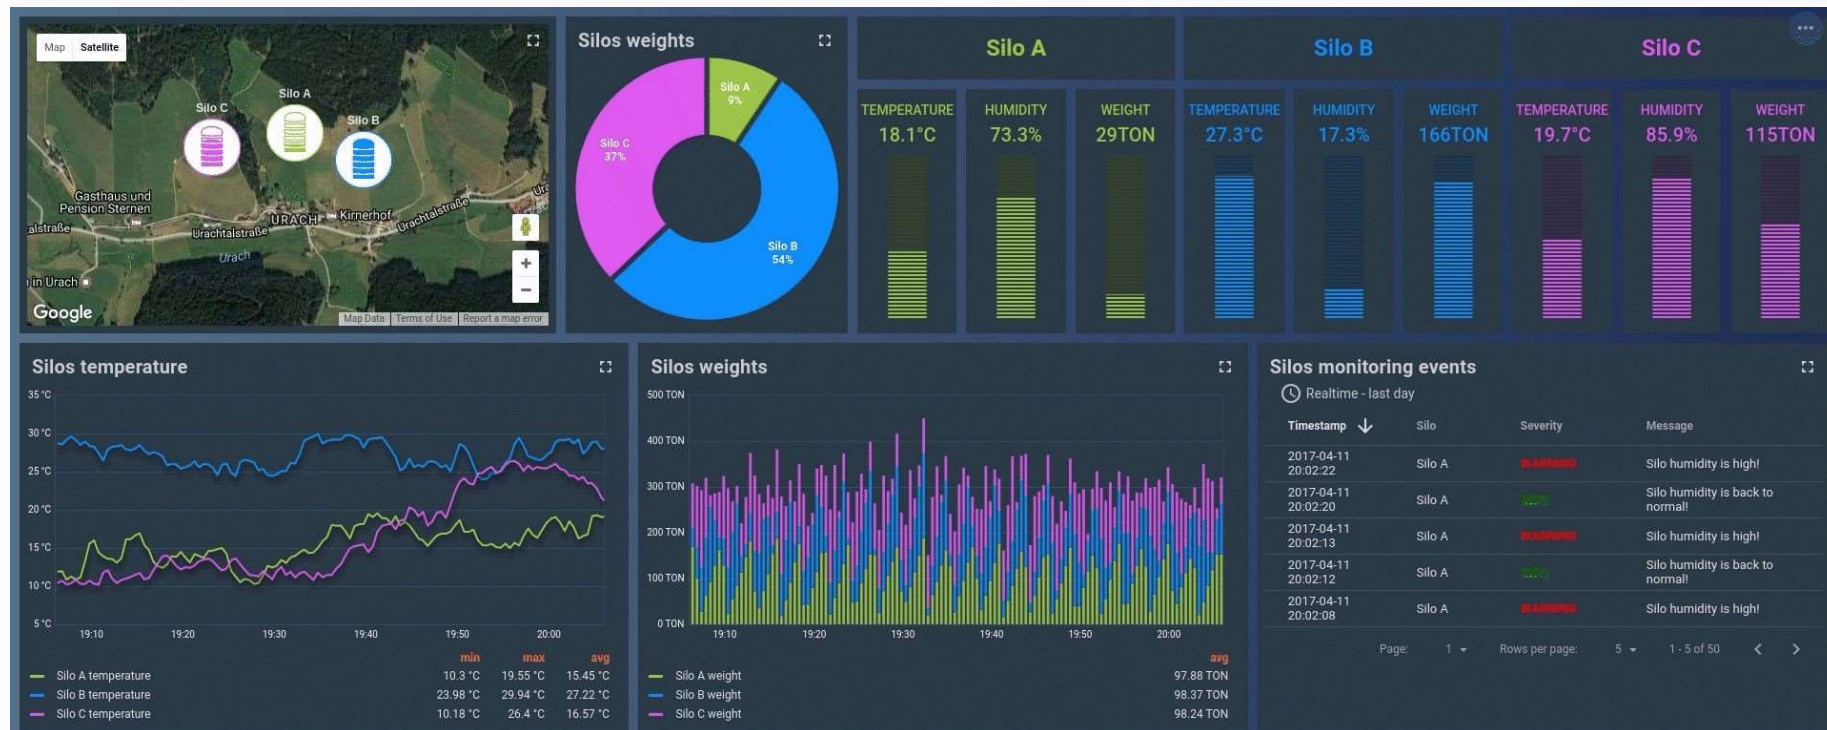 Map Satellite
Silo A
Silo C
Silo B
Gasthaus und
Pension Sternen
alstraße
URACH
Kirnerhof
Urachtalstraße
Urachtalstraße
Ura
Urach
in Urach
Google
Map Data Terms of Use Report a map error
+
−
Silos weights
Silo A
9%
Silo C
37%
Silo B
54%
Silo A
TEMPERATURE HUMIDITY WEIGHT
18.1°C 73.3% 29TON
Silo B
TEMPERATURE HUMIDITY WEIGHT
27.3°C 17.3% 166TON
Silo C
TEMPERATURE HUMIDITY WEIGHT
19.7°C 85.9% 115TON
Silos temperature
35 °C
30 °C
25 °C
20 °C
15 °C
10 °C
5 °C
19:10 19:20 19:30 19:40 19:50 20:00
min max avg
Silo A temperature 10.3 °C 19.55 °C 15.45 °C
Silo B temperature 23.98 °C 29.94 °C 27.22 °C
Silo C temperature 10.18 °C 26.4 °C 16.57 °C
Silos weights
500 TON
400 TON
300 TON
200 TON
100 TON
0 TON
19:10 19:20 19:30 19:40 19:50 20:00
avg
Silo A weight 97.88 TON
Silo B weight 98.37 TON
Silo C weight 98.24 TON
Silos monitoring events
Realtime - last day
Timestamp Silo Severity Message
2017-04-11
20:02:22 Silo A WARNING Silo humidity is high!
2017-04-11
20:02:20 Silo A Silo humidity is back to
normal!
2017-04-11
20:02:13 Silo A WARNING Silo humidity is high!
2017-04-11
20:02:12 Silo A Silo humidity is back to
normal!
2017-04-11
20:02:08 Silo A WARNING Silo humidity is high!
Page: 1 Rows per page: 5 1 - 5 of 50